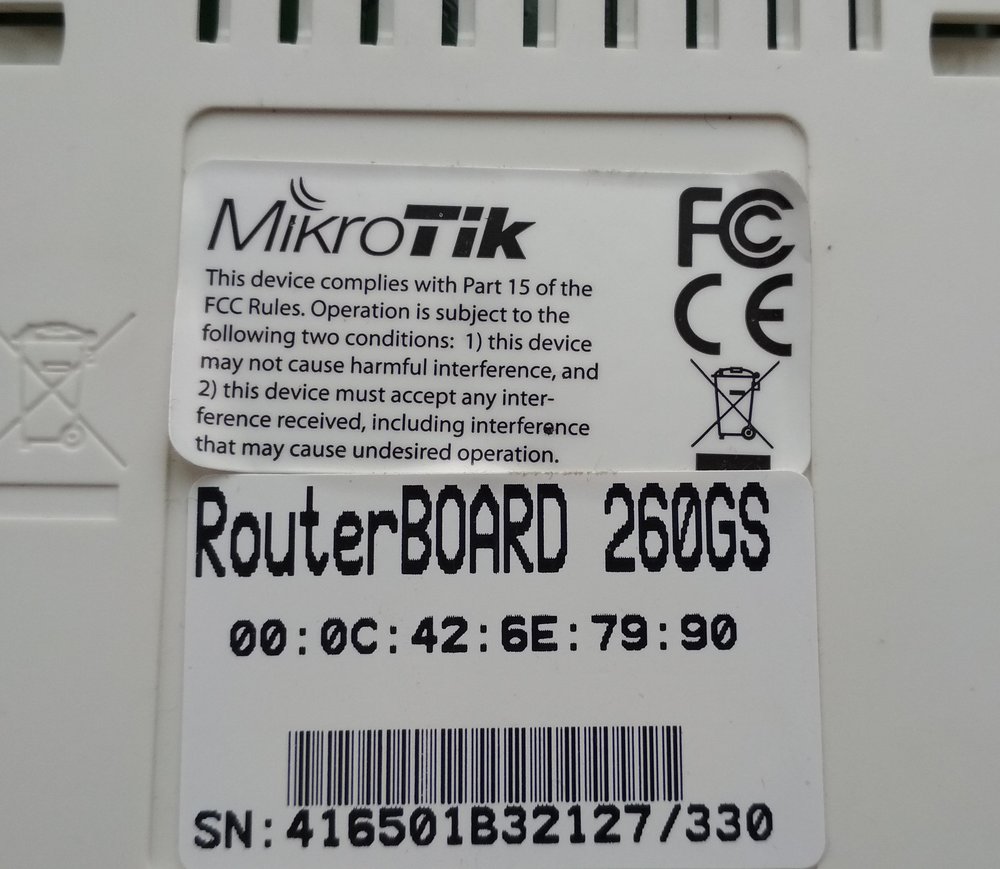 MikroTik
FC
CE
This device complies with Part 15 of the
FCC Rules. Operation is subject to the
following two conditions: 1) this device
may not cause harmful interference, and
2) this device must accept any inter-
ference received, including interference
that may cause undesired operation.
RouterBOARD 260GS
00:0C:42:6E:79:90
SN:416501B32127/330